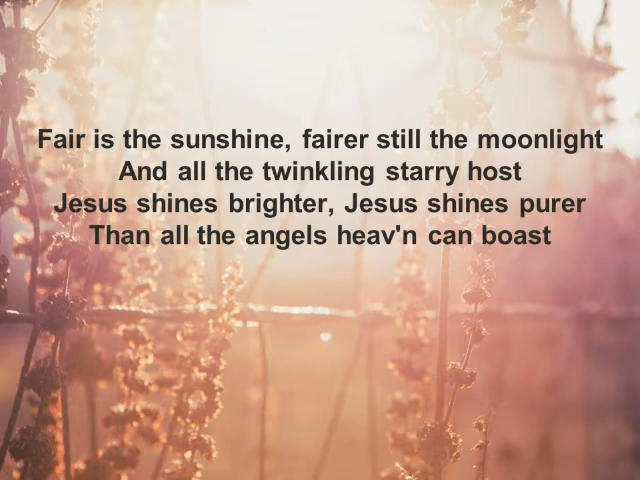 Fair is the sunshine, fairer still the moonlight
And all the twinkling starry host
Jesus shines brighter, Jesus shines purer
Than all the angels heav'n can boast